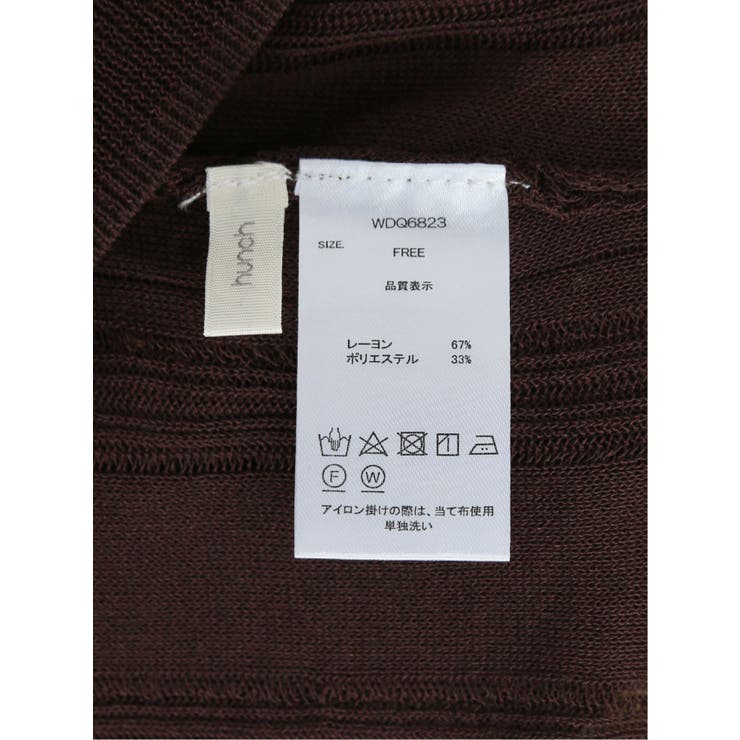 hunch
WDQ6823
SIZE. FREE
品質表示
レーヨン 67%
ポリエステル 33%
F W
アイロン掛けの際は、当て布使用
単独洗い